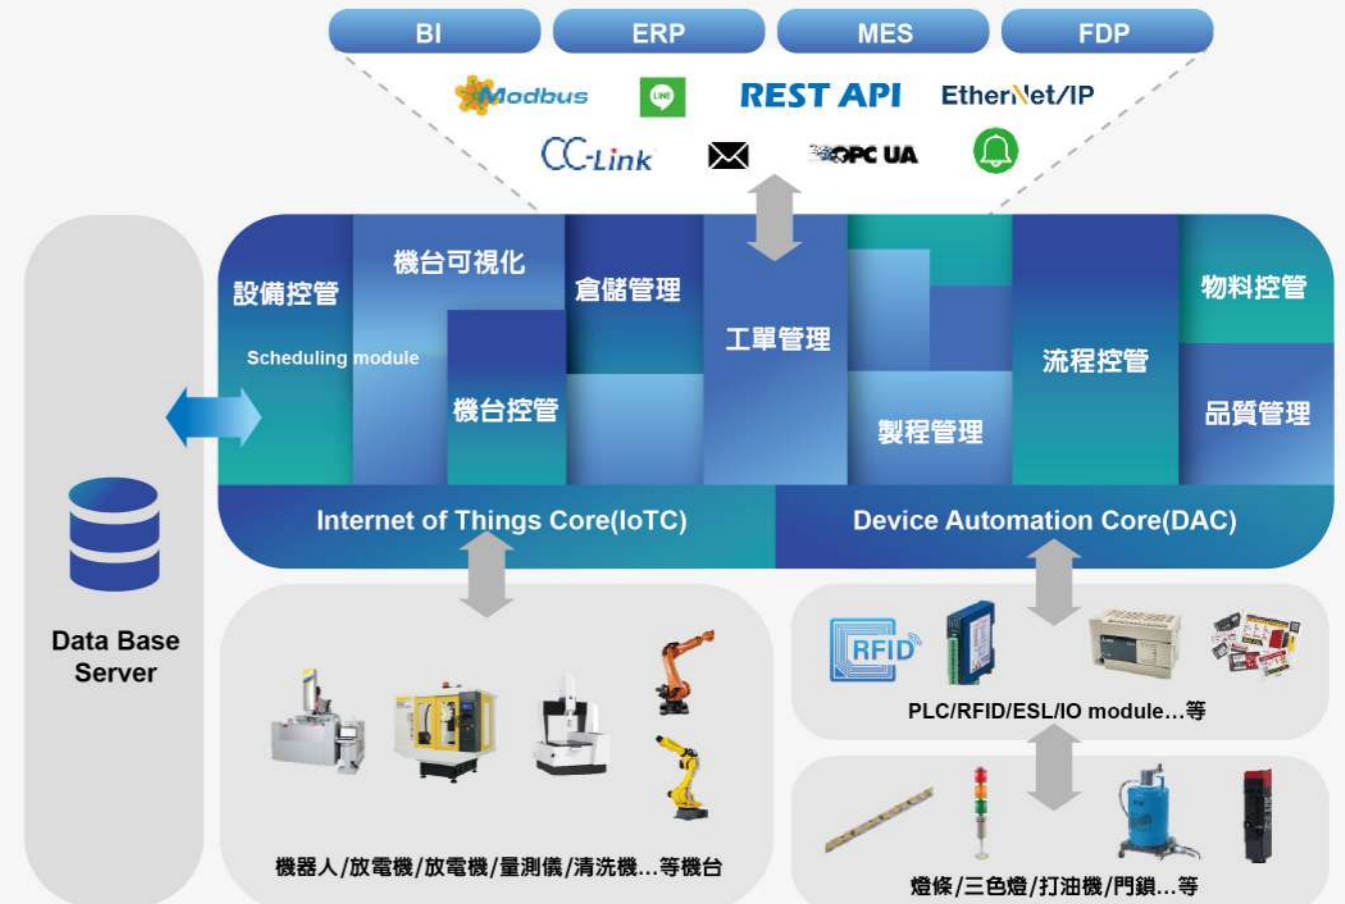 BI
ERP
MES
FDP
Modbus
LINE
REST API
EtherNet/IP
CC-Link
OPC UA
設備控管
機台可視化
倉儲管理
工單管理
流程控管
物料控管
Scheduling module
機台控管
製程管理
品質管理
Internet of Things Core(IoTC)
Device Automation Core(DAC)
Data Base
Server
RFID
PLC/RFID/ESL/IO module...等
機器人/放電機/放電機/量測儀/清洗機...等機台
燈條/三色燈/打油機/門鎖...等